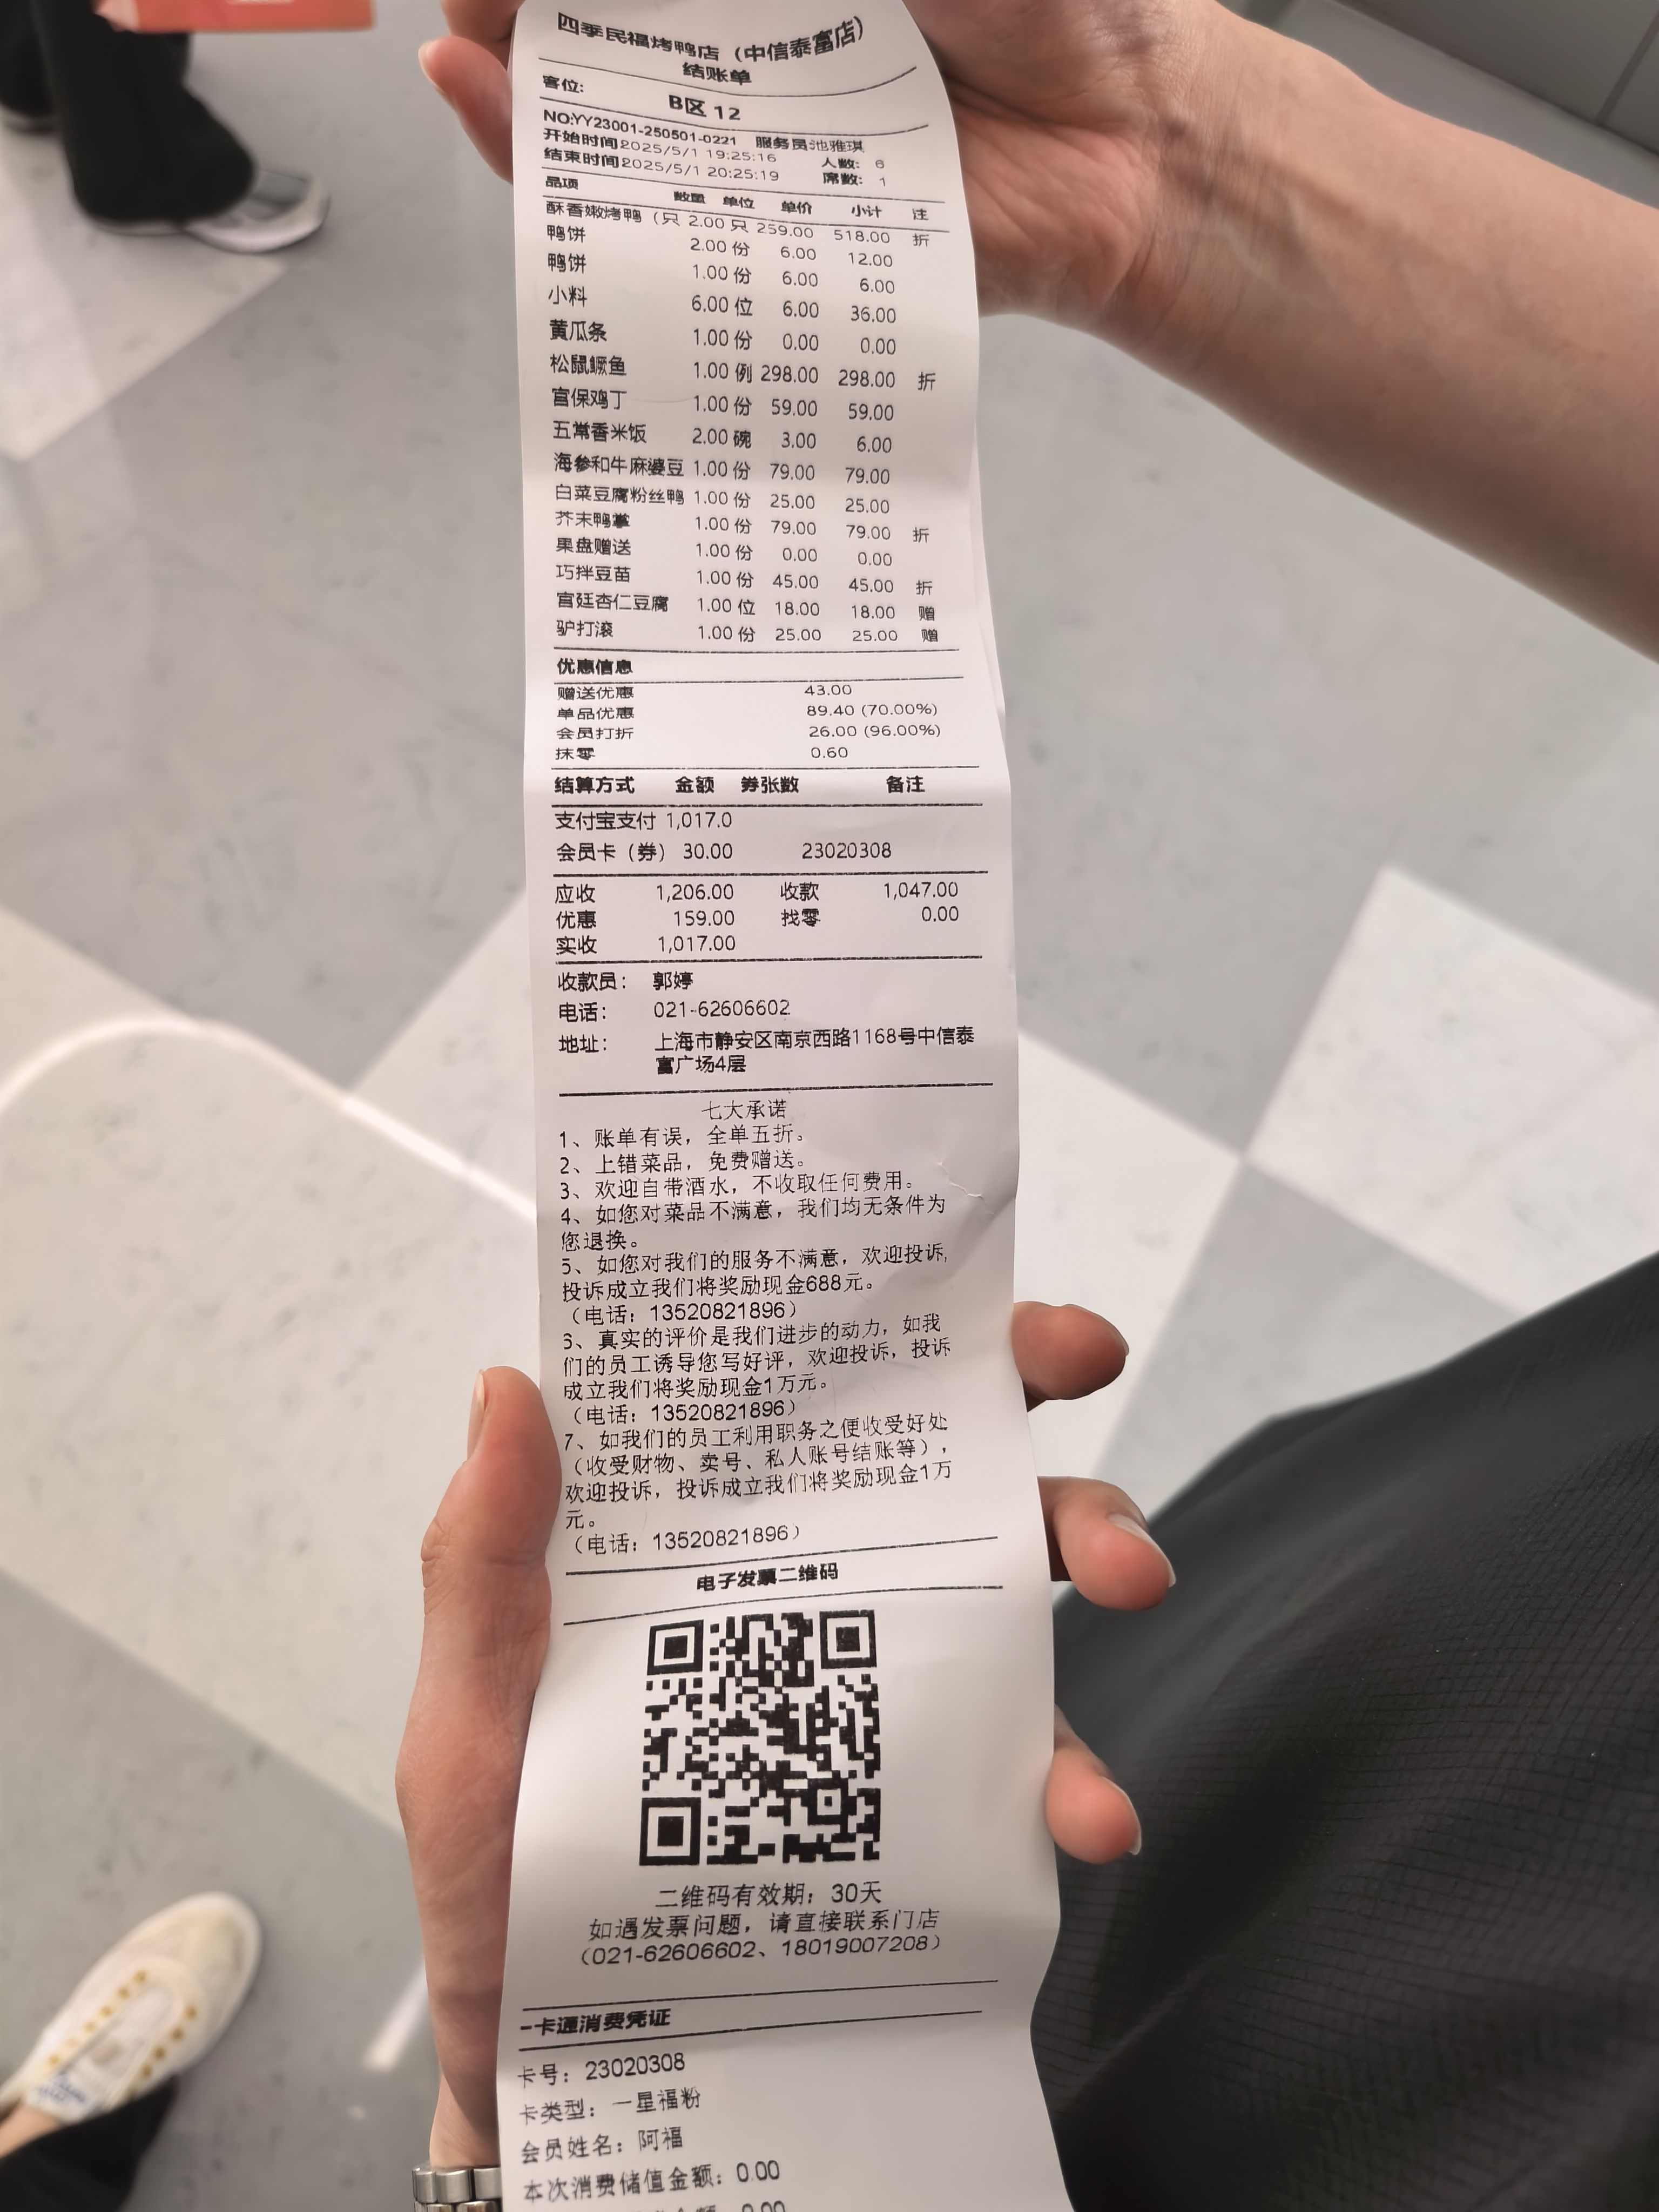 四季民福烤鸭店（中信泰富店）
结账单
客位: B区 12
NO:YY23001-250501-0221 服务员:池雅琪
开始时间:2025/5/1 19:25:16 人数: 6
结束时间:2025/5/1 20:25:19 席数: 1
品项 数量 单位 单价 小计 注
酥香嫩烤鸭（只 2.00 只 259.00 518.00 折
鸭饼 2.00 份 6.00 12.00
鸭饼 1.00 份 6.00 6.00
小料 6.00 位 6.00 36.00
黄瓜条 1.00 份 0.00 0.00
松鼠鳜鱼 1.00 例 298.00 298.00 折
宫保鸡丁 1.00 份 59.00 59.00
五常香米饭 2.00 碗 3.00 6.00
海参和牛麻婆豆 1.00 份 79.00 79.00
白菜豆腐粉丝鸭 1.00 份 25.00 25.00
芥末鸭掌 1.00 份 79.00 79.00 折
果盘赠送 1.00 份 0.00 0.00
巧拌豆苗 1.00 份 45.00 45.00 折
宫廷杏仁豆腐 1.00 位 18.00 18.00 赠
驴打滚 1.00 份 25.00 25.00 赠
优惠信息
赠送优惠 43.00
单品优惠 89.40 (70.00%)
会员打折 26.00 (96.00%)
抹零 0.60
结算方式 金额 券张数 备注
支付宝支付 1,017.0
会员卡（券） 30.00 23020308
应收 1,206.00 收款 1,047.00
优惠 159.00 找零 0.00
实收 1,017.00
收款员： 郭婷
电话： 021-62606602
地址： 上海市静安区南京西路1168号中信泰
富广场4层
七大承诺
1、账单有误，全单五折。
2、上错菜品，免费赠送。
3、欢迎自带酒水，不收取任何费用。
4、如您对菜品不满意，我们均无条件为
您退换。
5、如您对我们的服务不满意，欢迎投诉,
投诉成立我们将奖励现金688元。
（电话：13520821896）
6、真实的评价是我们进步的动力，如我
们的员工诱导您写好评，欢迎投诉，投诉
成立我们将奖励现金1万元。
（电话：13520821896）
7、如我们的员工利用职务之便收受好处
（收受财物、卖号、私人账号结账等），
欢迎投诉，投诉成立我们将奖励现金1万
元。
（电话：13520821896）
电子发票二维码
二维码有效期：30天
如遇发票问题，请直接联系门店
（021-62606602、18019007208）
一卡通消费凭证
卡号：23020308
卡类型：一星福粉
会员姓名：阿福
本次消费储值金额：0.00